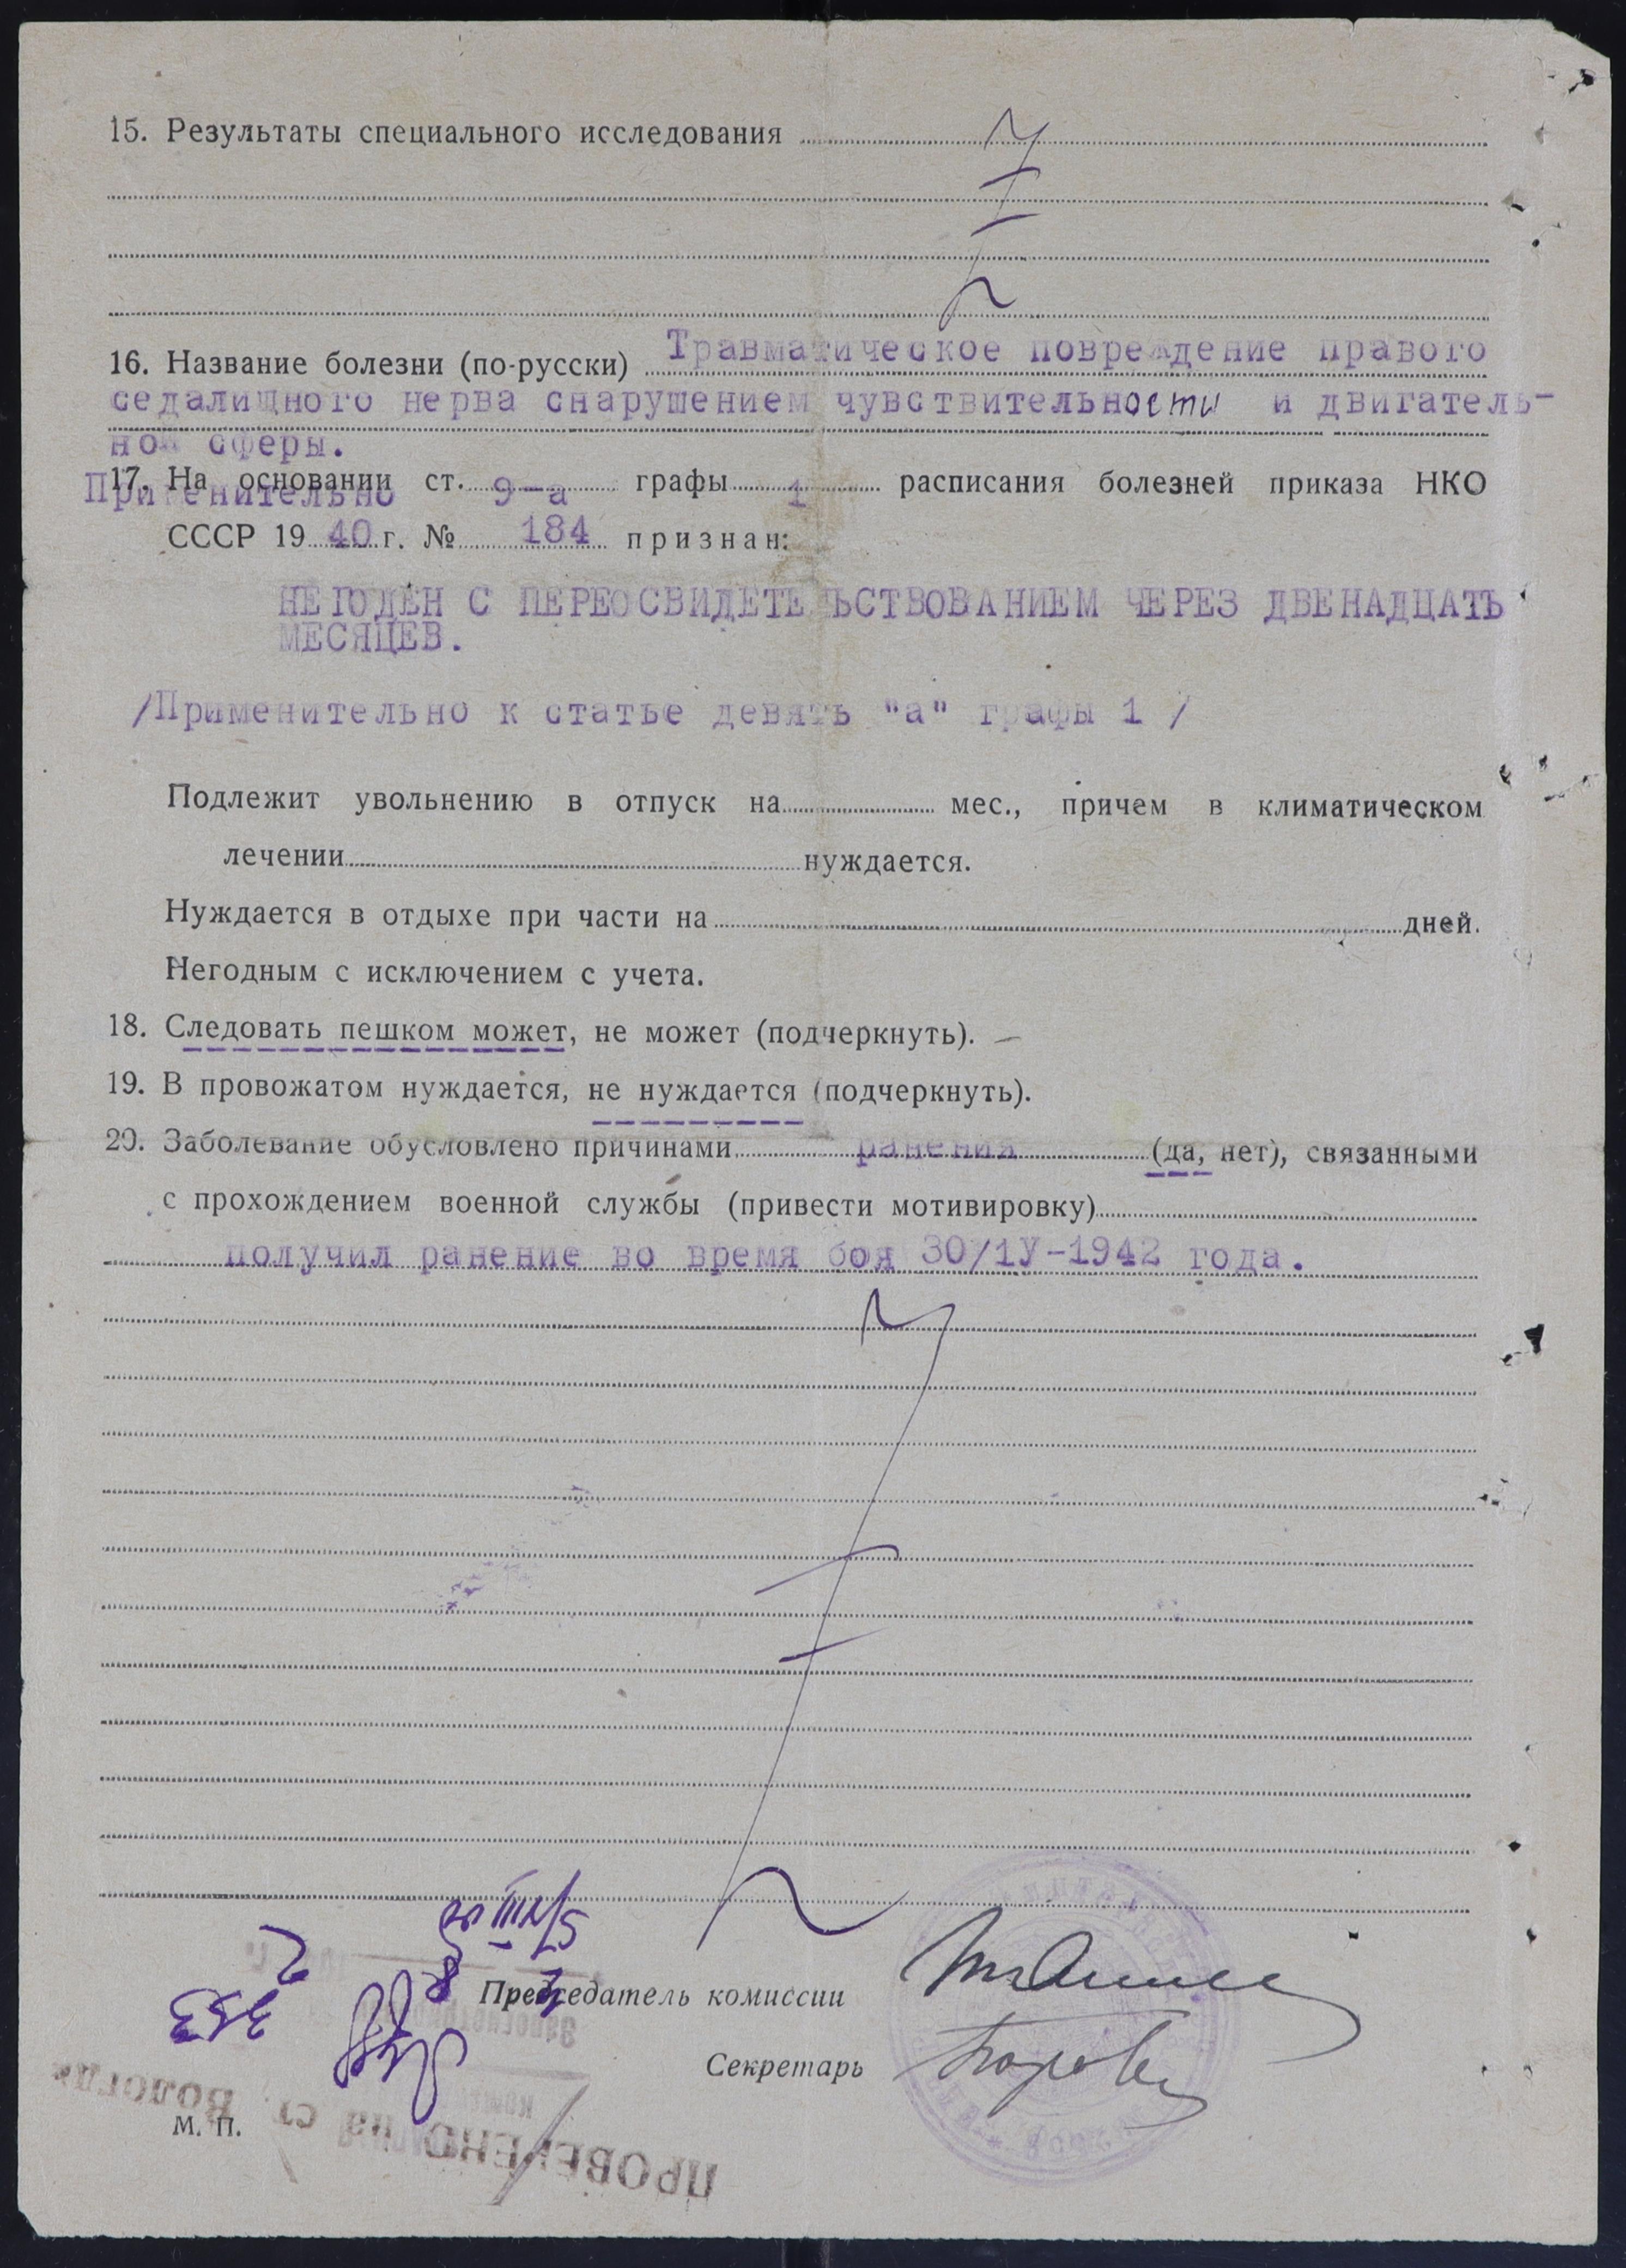 15. Результаты специального исследования
16. Название болезни (по-русски) Травматическое повреждение правого
седалищного нерва снарушением чувствительности и двигатель-
ной сферы.
17. На основании ст. 9-а графы 1 расписания болезней приказа НКО
Применительно
СССР 1940 г. № 184 признан:
НЕГОДЕН С ПЕРЕОСВИДЕТЕЛЬСТВОВАНИЕМ ЧЕРЕЗ ДВЕНАДЦАТЬ
МЕСЯЦЕВ.
/Применительно к статье девять "а" графы 1 /
Подлежит увольнению в отпуск на мес., причем в климатическом
лечении нуждается.
Нуждается в отдыхе при части на дней.
Негодным с исключением с учета.
18. Следовать пешком может, не может (подчеркнуть).
19. В провожатом нуждается, не нуждается (подчеркнуть).
20. Заболевание обусловлено причинами ранения (да, нет), связанными
с прохождением военной службы (привести мотивировку)
получил ранение во время боя 30/1У-1942 года.
Председатель комиссии
Секретарь
М. П.
ПРОВЕРЕНО на ст. Вологда